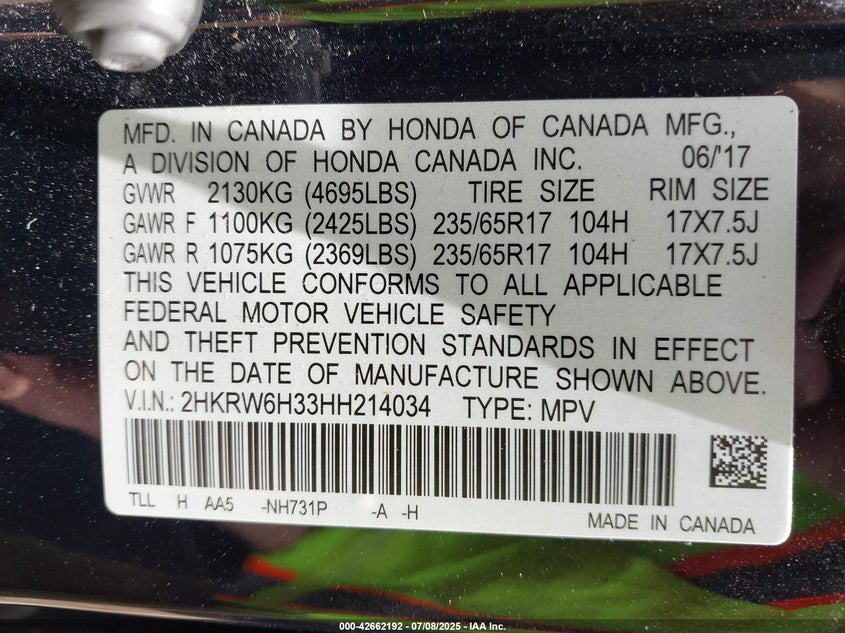 MFD. IN CANADA BY HONDA OF CANADA MFG.,
A DIVISION OF HONDA CANADA INC. 06/'17
GVWR 2130KG (4695LBS) TIRE SIZE RIM SIZE
GAWR F 1100KG (2425LBS) 235/65R17 104H 17X7.5J
GAWR R 1075KG (2369LBS) 235/65R17 104H 17X7.5J
THIS VEHICLE CONFORMS TO ALL APPLICABLE
FEDERAL MOTOR VEHICLE SAFETY
AND THEFT PREVENTION STANDARDS IN EFFECT
ON THE DATE OF MANUFACTURE SHOWN ABOVE.
V.I.N.: 2HKRW6H33HH214034 TYPE: MPV
TLL H AA5 -NH731P -A -H
MADE IN CANADA
000-42662192 - 07/08/2025 - IAA Inc.